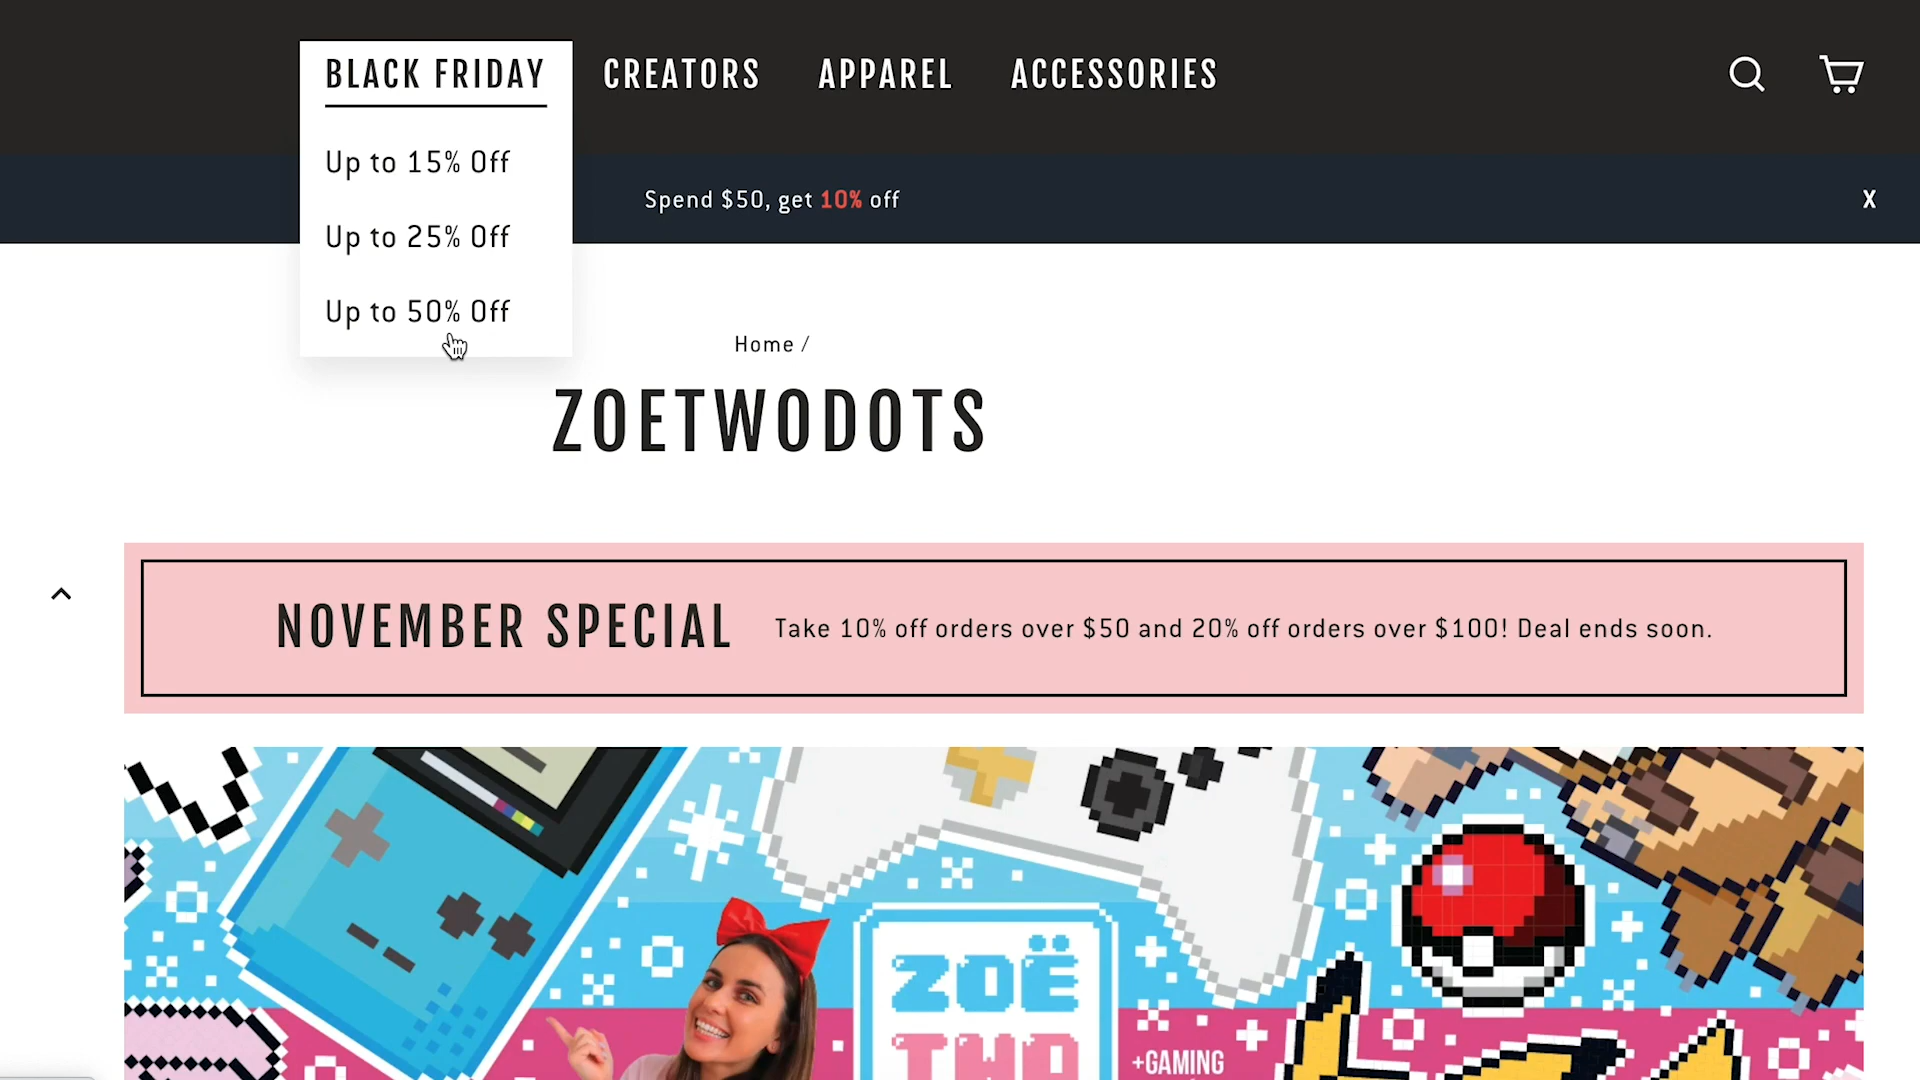 BLACK FRIDAY
CREATORS
APPAREL
ACCESSORIES
Up to 15% Off
Up to 25% Off
Up to 50% Off
Spend $50, get 10% off
X
Home /
ZOETWODOTS
NOVEMBER SPECIAL
Take 10% off orders over $50 and 20% off orders over $100! Deal ends soon.
ZOË
TWO
+GAMING